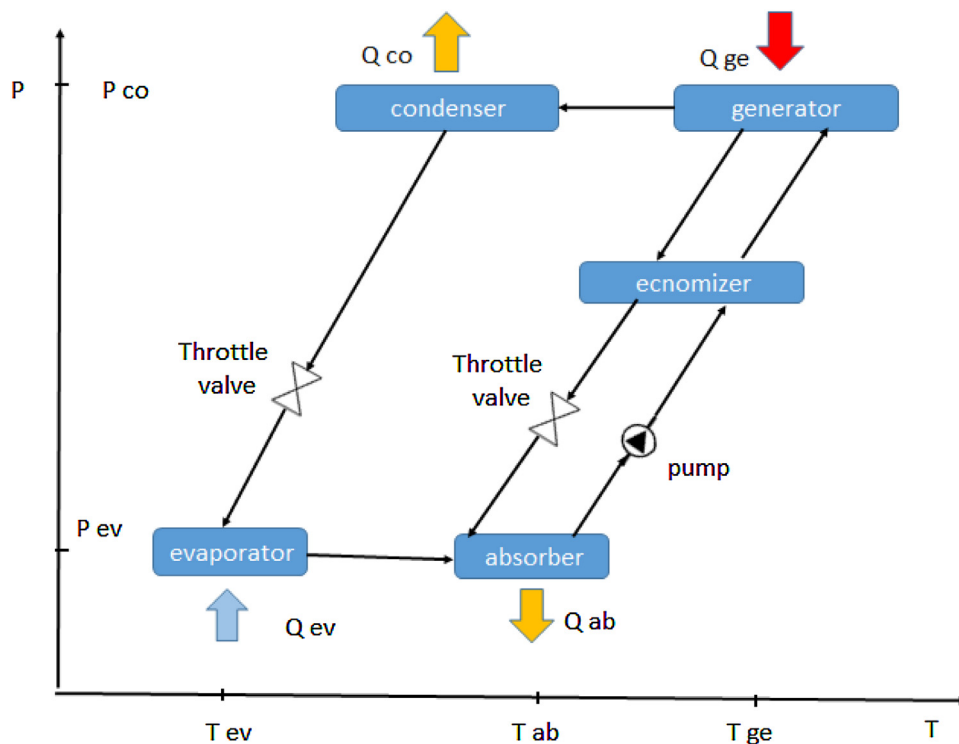 Q co
Q ge
P
P co
condenser
generator
ecnomizer
Throttle
valve
Throttle
valve
pump
P ev
evaporator
absorber
Q ev
Q ab
T ev
T ab
T ge
T